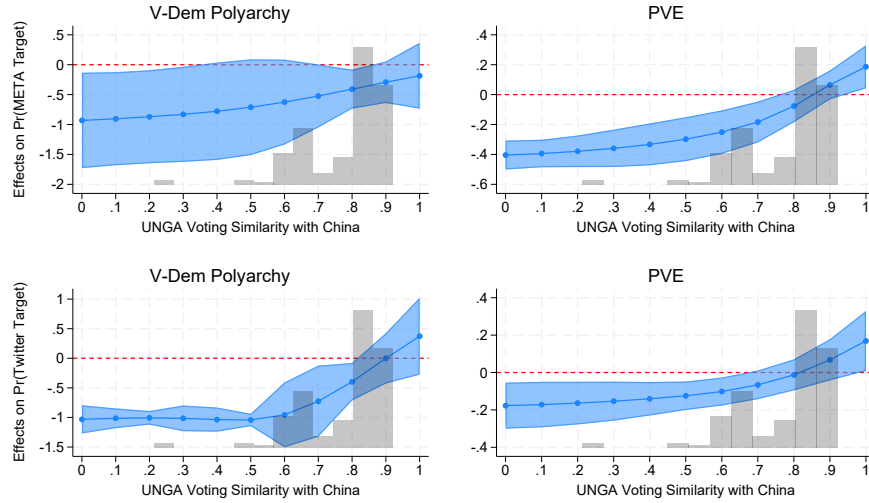 V-Dem Polyarchy
PVE
Effects on Pr(META Target)
.5
0
-.5
-1
-1.5
-2
0 .1 .2 .3 .4 .5 .6 .7 .8 .9 1
UNGA Voting Similarity with China
.4
.2
0
-.2
-.4
-.6
0 .1 .2 .3 .4 .5 .6 .7 .8 .9 1
UNGA Voting Similarity with China
V-Dem Polyarchy
PVE
Effects on Pr(Twitter Target)
1
.5
0
-.5
-1
-1.5
0 .1 .2 .3 .4 .5 .6 .7 .8 .9 1
UNGA Voting Similarity with China
.4
.2
0
-.2
-.4
0 .1 .2 .3 .4 .5 .6 .7 .8 .9 1
UNGA Voting Similarity with China